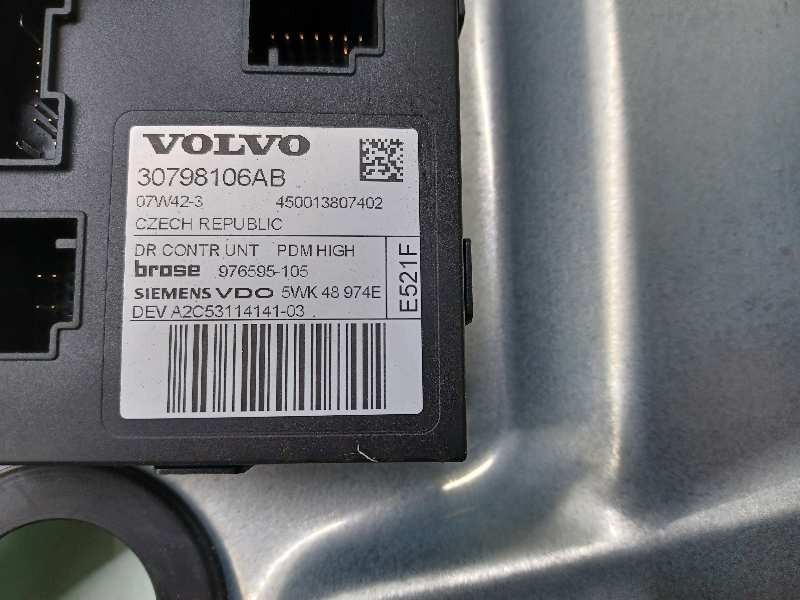 VOLVO
30798106AB
07W42-3 450013807402
CZECH REPUBLIC
DR CONTR UNT PDM HIGH
brose 976595-105
SIEMENS VDO 5WK 48 974E
DEV A2C53114141-03
E521F